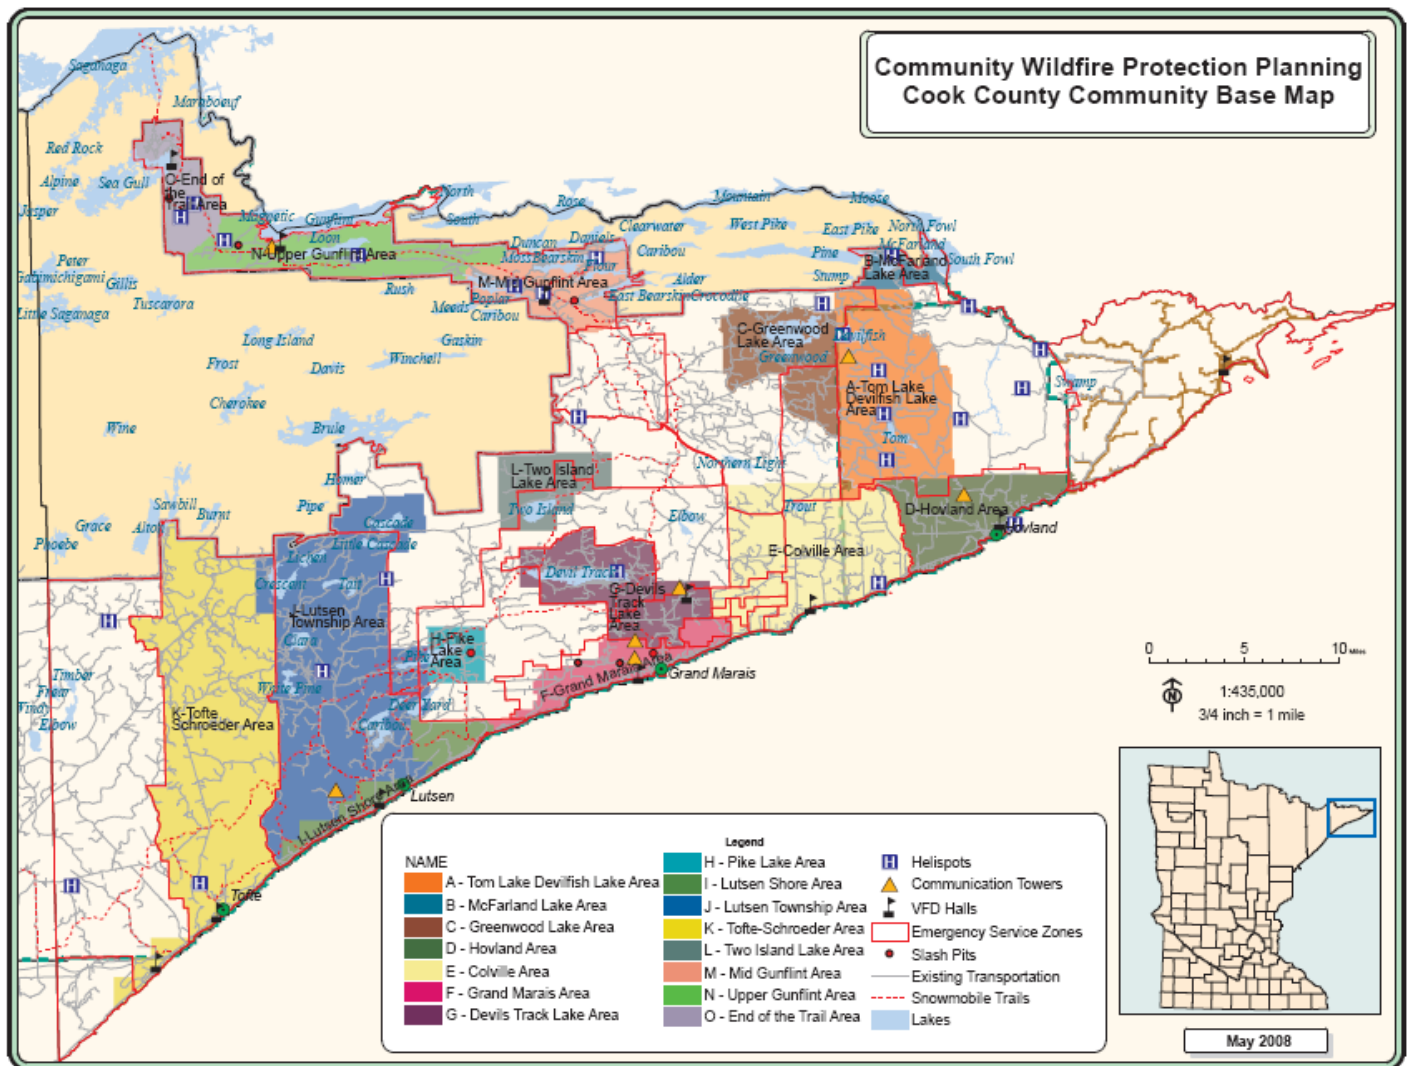 Community Wildfire Protection Planning
Cook County Community Base Map
Saganaga
Maraboeuf
Red Rock
Alpine
Sea Gull
Jasper
O-End of
the
Trail Area
Magnetic
Gunflint
Loon
N-Upper Gunflint Area
North
South
Rose
Mountain
Moose
Clearwater
West Pike
East Pike
North Fowl
Duncan
Daniels
Caribou
Pine
McFarland
B-McFarland
Lake Area
South Fowl
Moss
Bearskin
Flour
Alder
Stump
Peter
Gabimichigami
Gillis
Tuscarora
Little Saganaga
Rush
M-Mid Gunflint Area
Poplar
Meeds
Caribou
East Bearskin
Crocodile
Long Island
Gaskin
Winchell
Frost
Davis
Cherokee
Wine
Brule
C-Greenwood
Lake Area
Greenwood
Devilfish
A-Tom Lake
Devilfish Lake
Area
Tom
Swamp
Northern Light
L-Two Island
Lake Area
Two Island
Homer
Sawbill
Burnt
Pipe
Grace
Alton
Phoebe
Cascade
Little Cascade
Lichen
Crescent
Tait
Elbow
Trout
D-Hovland Area
Hovland
E-Colville Area
Devil Track
G-Devils
Track
Lake
Area
J-Lutsen
Township Area
Clara
H-Pike
Lake
Area
Pike
White Pine
Deer Yard
Caribou
F-Grand Marais Area
Grand Marais
Timber
Frear
Windy
Elbow
K-Tofte
Schroeder Area
I-Lutsen Shore Area
Lutsen
Tofte
0 5 10 Miles
N
1:435,000
3/4 inch = 1 mile
Legend
NAME
A - Tom Lake Devilfish Lake Area
B - McFarland Lake Area
C - Greenwood Lake Area
D - Hovland Area
E - Colville Area
F - Grand Marais Area
G - Devils Track Lake Area
H - Pike Lake Area
I - Lutsen Shore Area
J - Lutsen Township Area
K - Tofte-Schroeder Area
L - Two Island Lake Area
M - Mid Gunflint Area
N - Upper Gunflint Area
O - End of the Trail Area
H Helispots
Communication Towers
VFD Halls
Emergency Service Zones
Slash Pits
Existing Transportation
Snowmobile Trails
Lakes
May 2008